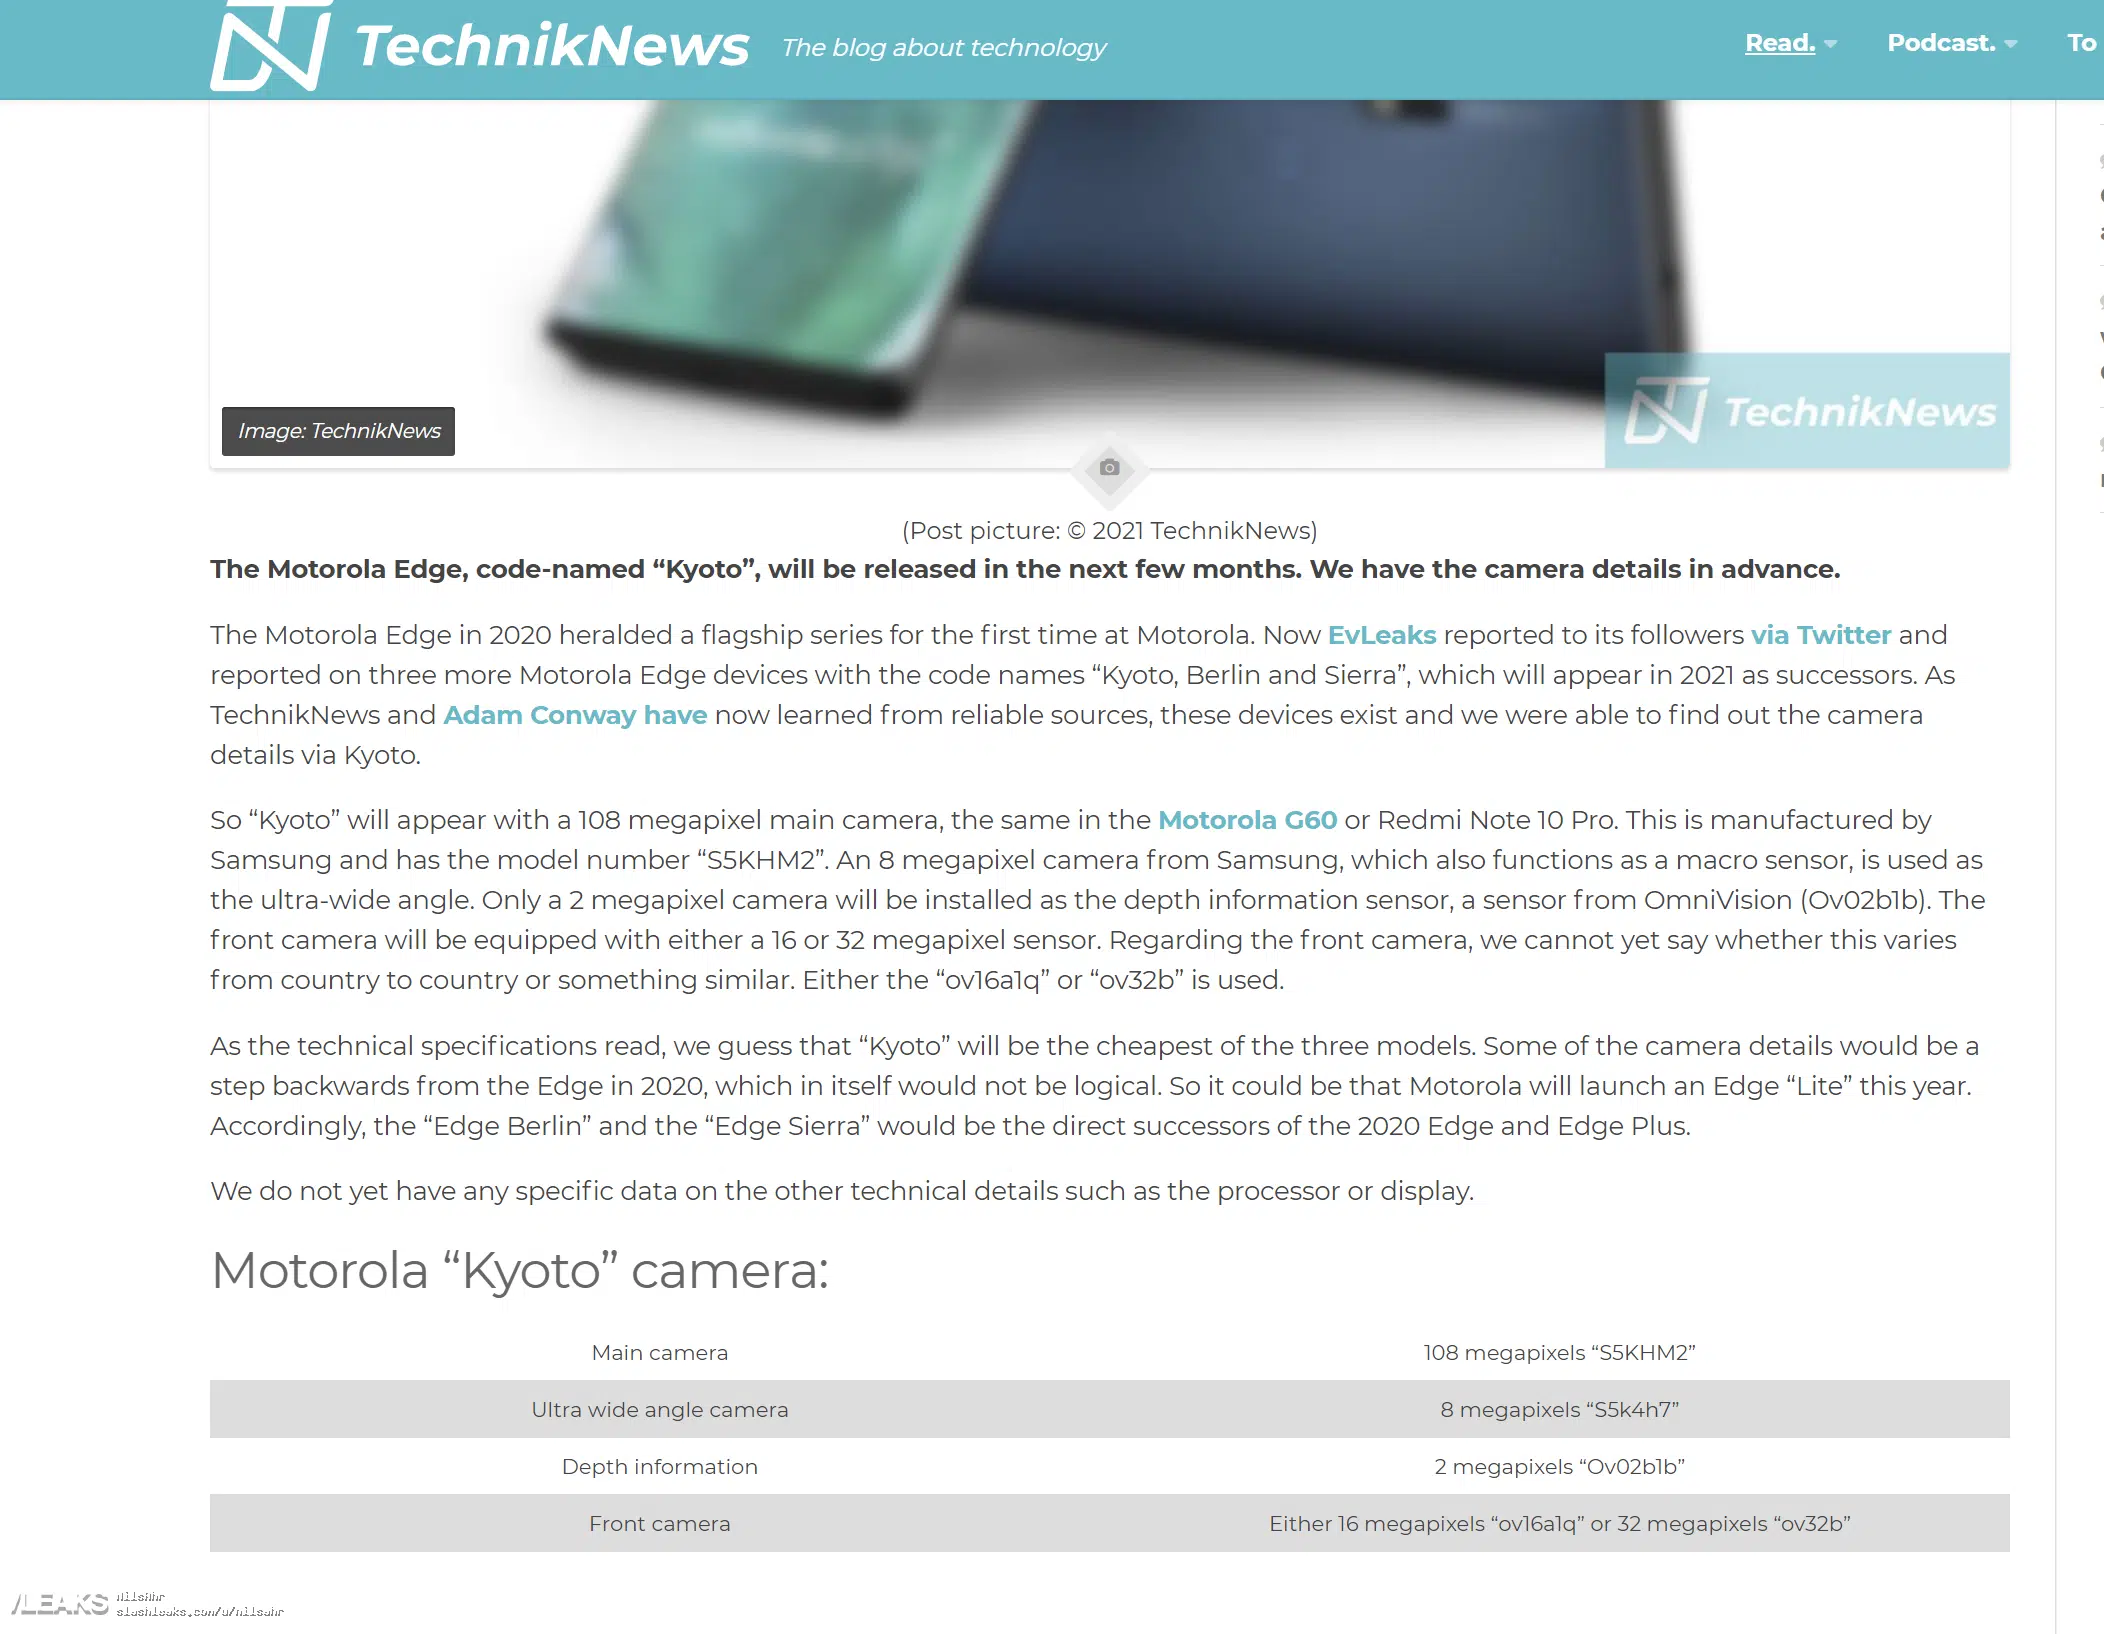 TechnikNews The blog about technology Read. Podcast. To
Image: TechnikNews
TechnikNews
(Post picture: © 2021 TechnikNews)
The Motorola Edge, code-named “Kyoto”, will be released in the next few months. We have the camera details in advance.
The Motorola Edge in 2020 heralded a flagship series for the first time at Motorola. Now EvLeaks reported to its followers via Twitter and
reported on three more Motorola Edge devices with the code names “Kyoto, Berlin and Sierra”, which will appear in 2021 as successors. As
TechnikNews and Adam Conway have now learned from reliable sources, these devices exist and we were able to find out the camera
details via Kyoto.
So “Kyoto” will appear with a 108 megapixel main camera, the same in the Motorola G60 or Redmi Note 10 Pro. This is manufactured by
Samsung and has the model number “S5KHM2”. An 8 megapixel camera from Samsung, which also functions as a macro sensor, is used as
the ultra-wide angle. Only a 2 megapixel camera will be installed as the depth information sensor, a sensor from OmniVision (Ov02b1b). The
front camera will be equipped with either a 16 or 32 megapixel sensor. Regarding the front camera, we cannot yet say whether this varies
from country to country or something similar. Either the “ov16a1q” or “ov32b” is used.
As the technical specifications read, we guess that “Kyoto” will be the cheapest of the three models. Some of the camera details would be a
step backwards from the Edge in 2020, which in itself would not be logical. So it could be that Motorola will launch an Edge “Lite” this year.
Accordingly, the “Edge Berlin” and the “Edge Sierra” would be the direct successors of the 2020 Edge and Edge Plus.
We do not yet have any specific data on the other technical details such as the processor or display.
Motorola “Kyoto” camera:
Main camera 108 megapixels “S5KHM2”
Ultra wide angle camera 8 megapixels “S5k4h7”
Depth information 2 megapixels “Ov02b1b”
Front camera Either 16 megapixels “ov16a1q” or 32 megapixels “ov32b”
/LEAKS NilsAhr
slashleaks.com/u/nilsahr